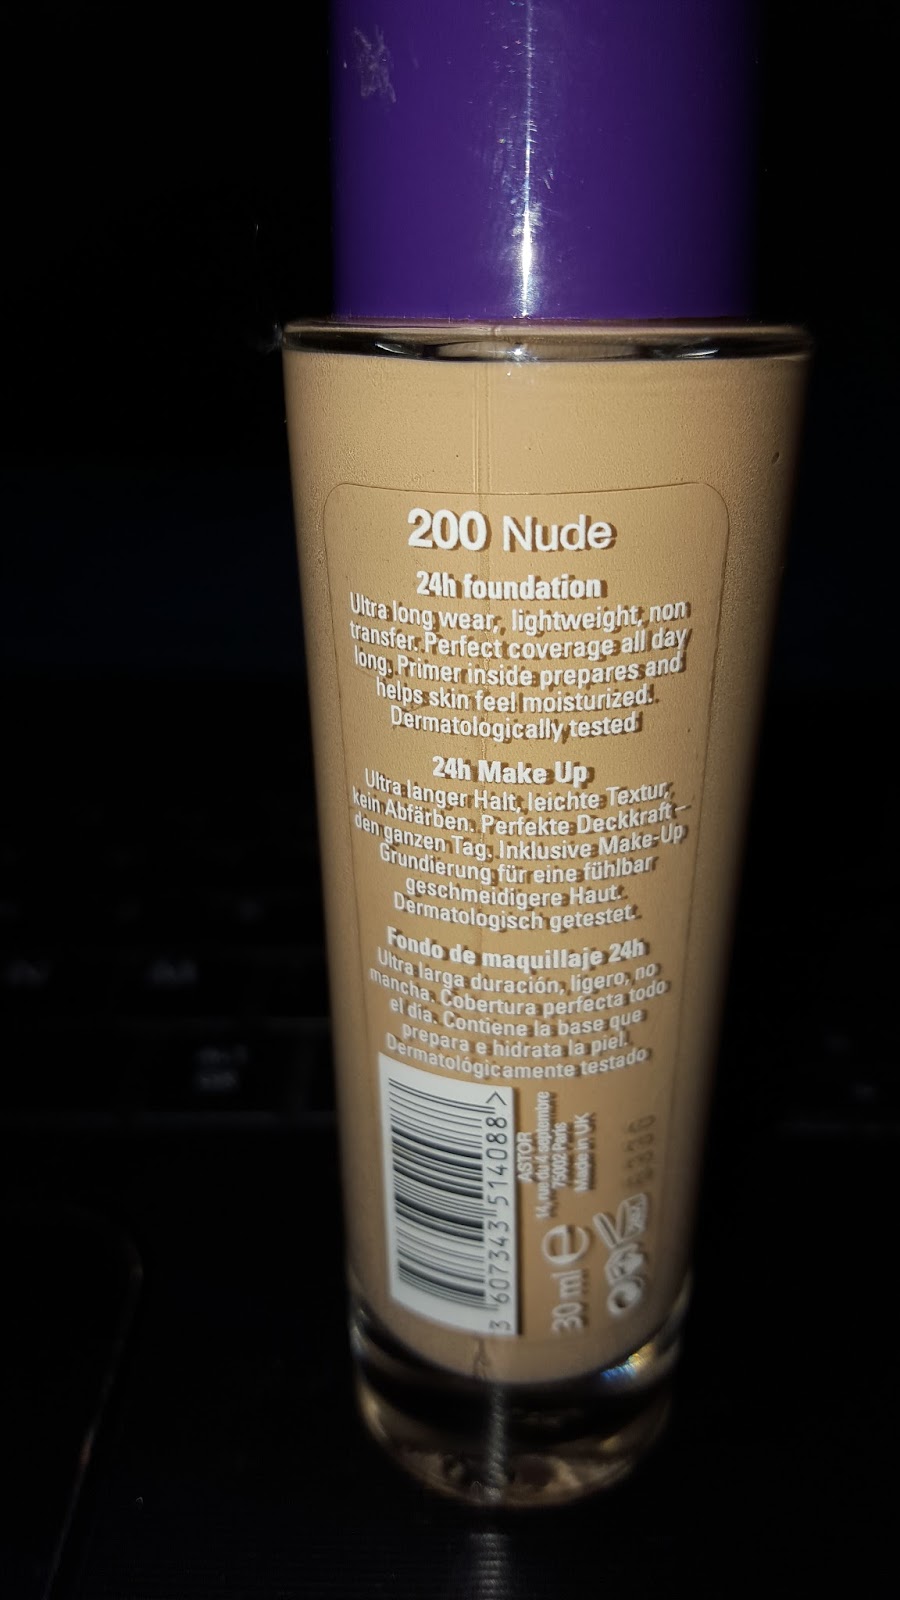 200 Nude
24h foundation
Ultra long wear, lightweight, non
transfer. Perfect coverage all day
long. Primer inside prepares and
helps skin feel moisturized.
Dermatologically tested
24h Make Up
Ultra langer Halt, leichte Textur,
kein Abfärben. Perfekte Deckkraft –
den ganzen Tag. Inklusive Make-Up
Grundierung für eine fühlbar
geschmeidigere Haut.
Dermatologisch getestet.
Fondo de maquillaje 24h
Ultra larga duración, ligero, no
mancha. Cobertura perfecta todo
el día. Contiene la base que
prepara e hidrata la piel.
Dermatológicamente testado
3 607343 514088 >
ASTOR
14, rue du 4 septembre
75002 Paris
Made in UK
30 ml e